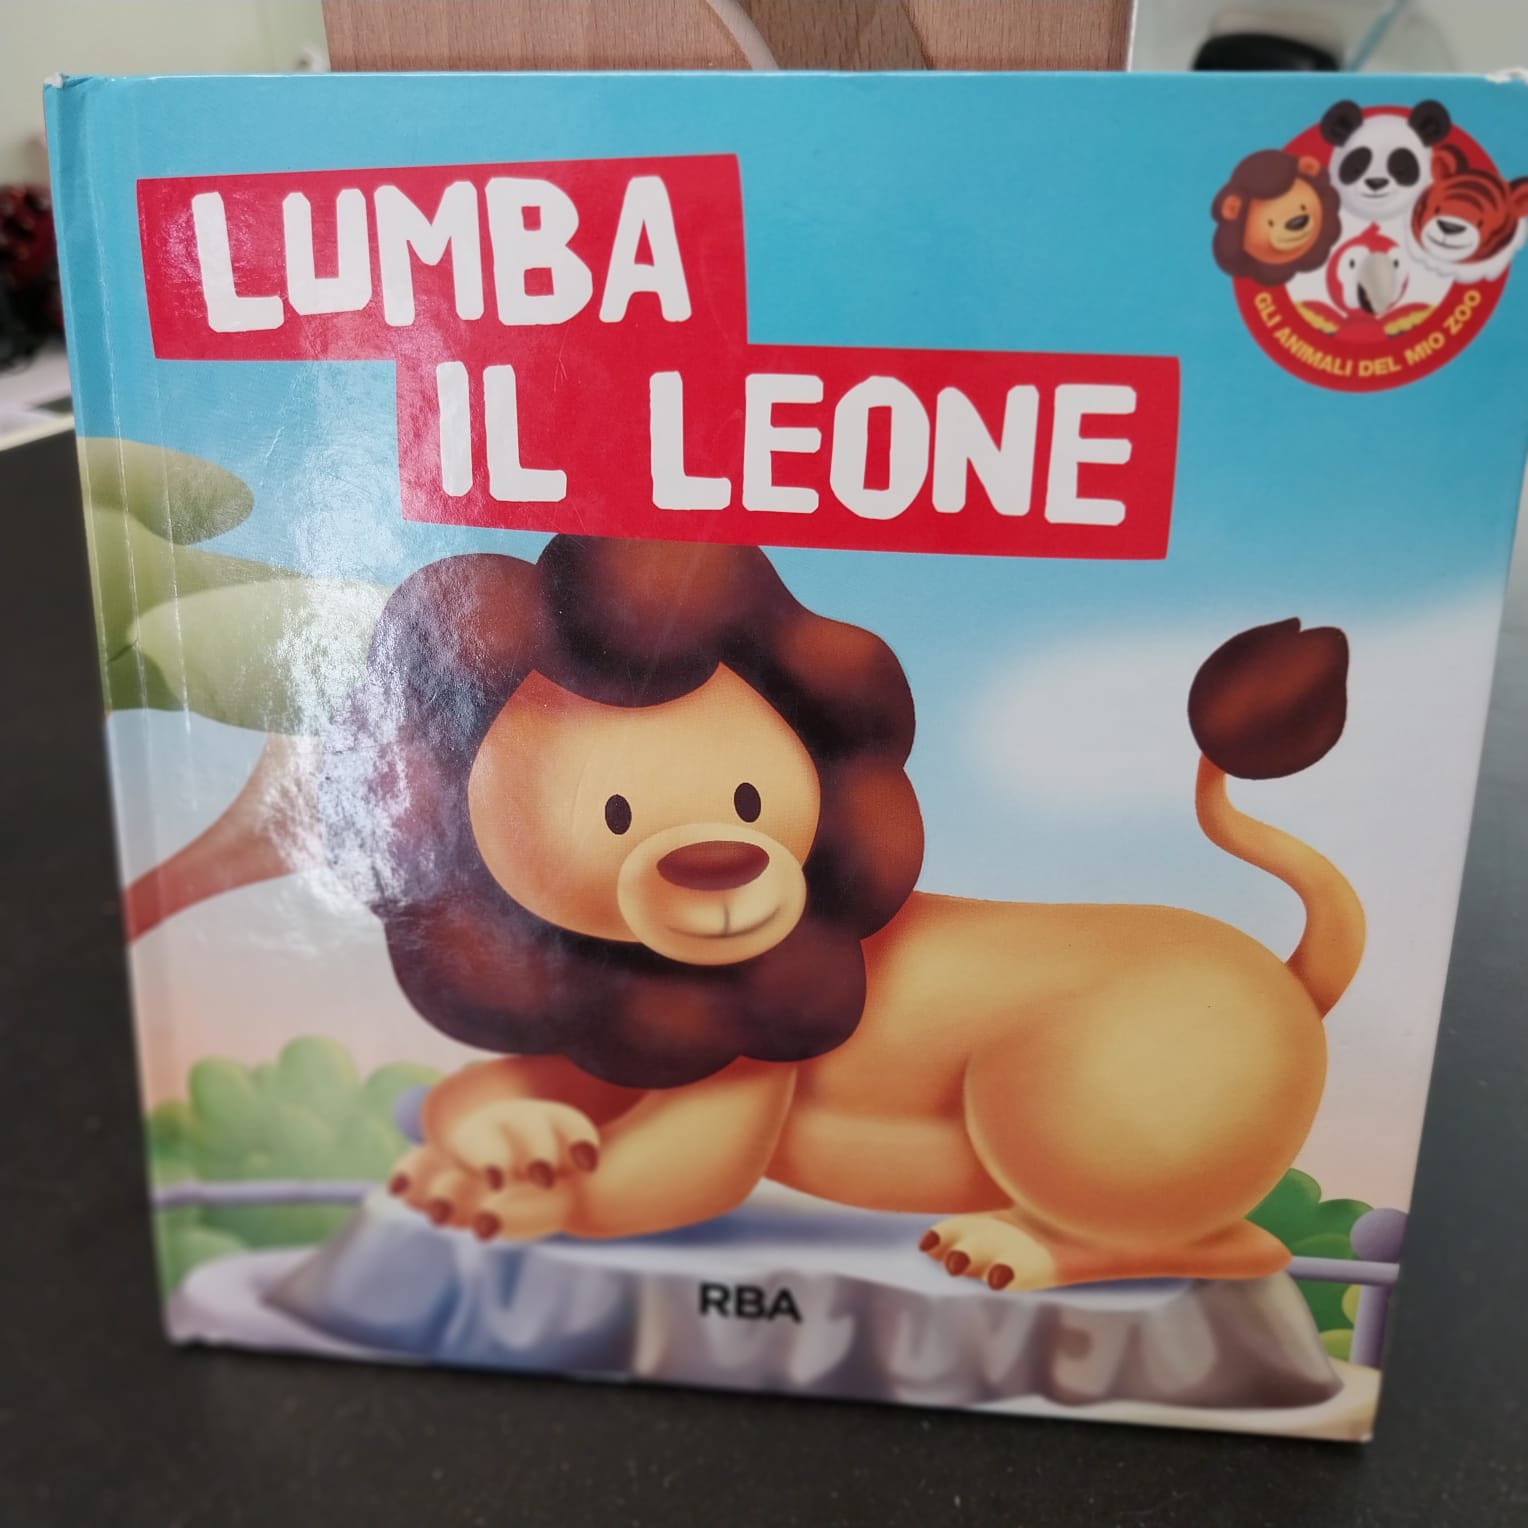 LUMBA
IL LEONE
GLI ANIMALI DEL MIO ZOO
RBA